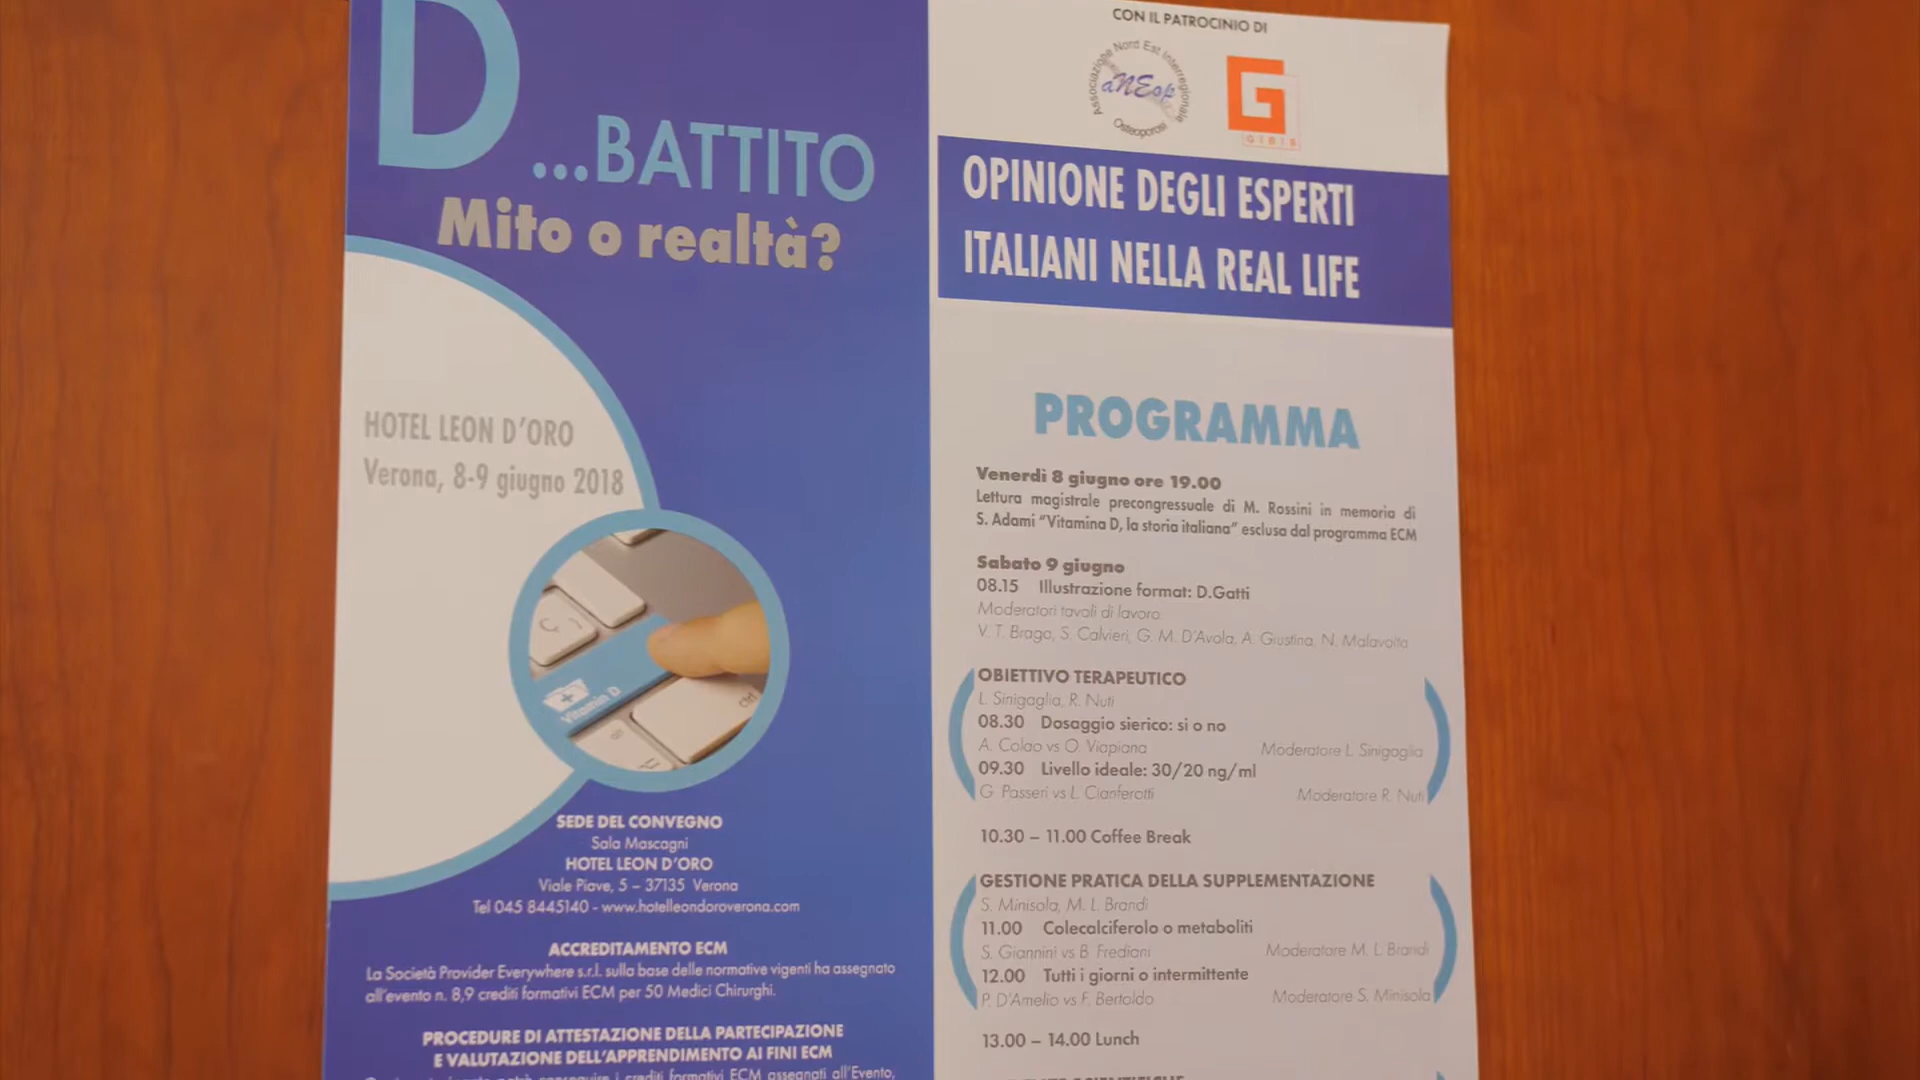 D ...BATTITO
Mito o realtà?
HOTEL LEON D'ORO
Verona, 8-9 giugno 2018
Vitamin D
ctrl
SEDE DEL CONVEGNO
Sala Mascagni
HOTEL LEON D'ORO
Viale Piave, 5 – 37135 Verona
Tel 045 8445140 - www.hotelleondoroverona.com
ACCREDITAMENTO ECM
La Società Provider Everywhere s.r.l. sulla base delle normative vigenti ha assegnato
all'evento n. 8,9 crediti formativi ECM per 50 Medici Chirurghi.
PROCEDURE DI ATTESTAZIONE DELLA PARTECIPAZIONE
E VALUTAZIONE DELL'APPRENDIMENTO AI FINI ECM
crediti formativi ECM assegnati all'Evento,
CON IL PATROCINIO DI
Associazione Nord Est Interregionale
aNEop
Osteoporosi
G
GIBIS
OPINIONE DEGLI ESPERTI
ITALIANI NELLA REAL LIFE
PROGRAMMA
Venerdì 8 giugno ore 19.00
Lettura magistrale precongressuale di M. Rossini in memoria di
S. Adami "Vitamina D, la storia italiana" esclusa dal programma ECM
Sabato 9 giugno
08.15 Illustrazione format: D.Gatti
Moderatori tavoli di lavoro
V. T. Braga, S. Calvieri, G. M. D'Avola, A. Giustina, N. Malavolta
OBIETTIVO TERAPEUTICO
L. Sinigaglia, R. Nuti
08.30 Dosaggio sierico: si o no
A. Colao vs O. Viapiana Moderatore L. Sinigaglia
09.30 Livello ideale: 30/20 ng/ml
G. Passeri vs L. Cianferotti Moderatore R. Nuti
10.30 – 11.00 Coffee Break
GESTIONE PRATICA DELLA SUPPLEMENTAZIONE
S. Minisola, M. L. Brandi
11.00 Colecalciferolo o metaboliti
S. Giannini vs B. Frediani Moderatore M. L. Brandi
12.00 Tutti i giorni o intermittente
P. D'Amelio vs F. Bertoldo Moderatore S. Minisola
13.00 – 14.00 Lunch